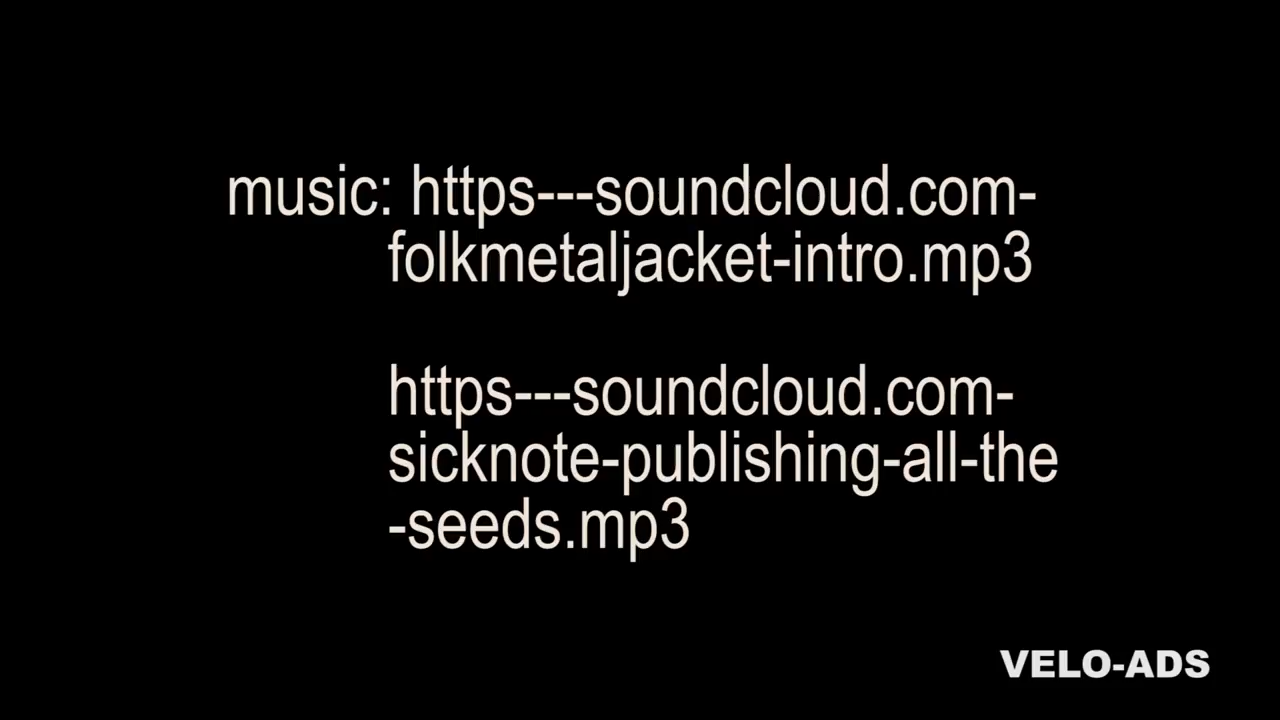 music: https---soundcloud.com-
folkmetaljacket-intro.mp3
https---soundcloud.com-
sicknote-publishing-all-the
-seeds.mp3
VELO-ADS